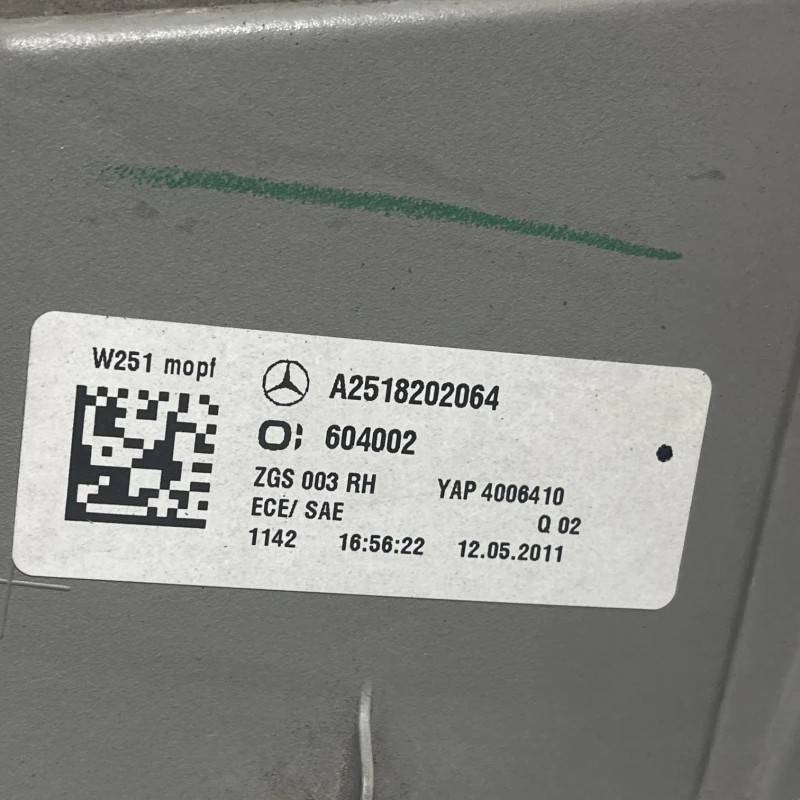 W251 mopf
A2518202064
604002
ZGS 003 RH YAP 4006410
ECE/ SAE Q 02
1142 16:56:22 12.05.2011